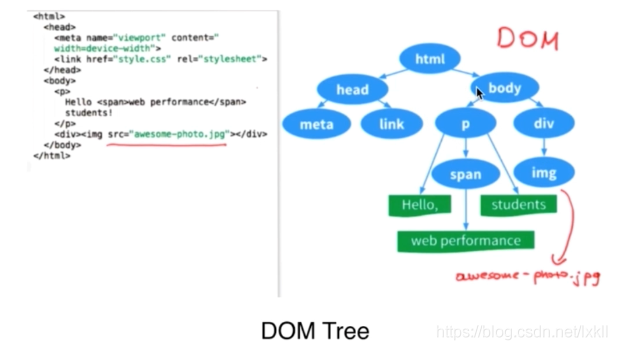 <html>
<head>
<meta name="viewport" content="
width=device-width">
<link href="style.css" rel="stylesheet">
</head>
<body>
<p>
Hello <span>web performance</span>
students!
</p>
<div><img src="awesome-photo.jpg"></div>
</body>
</html>
DOM
html
head
body
meta
link
p
div
span
img
Hello,
students
web performance
awesome-photo.jpg
DOM Tree
https://blog.csdn.net/lxkll